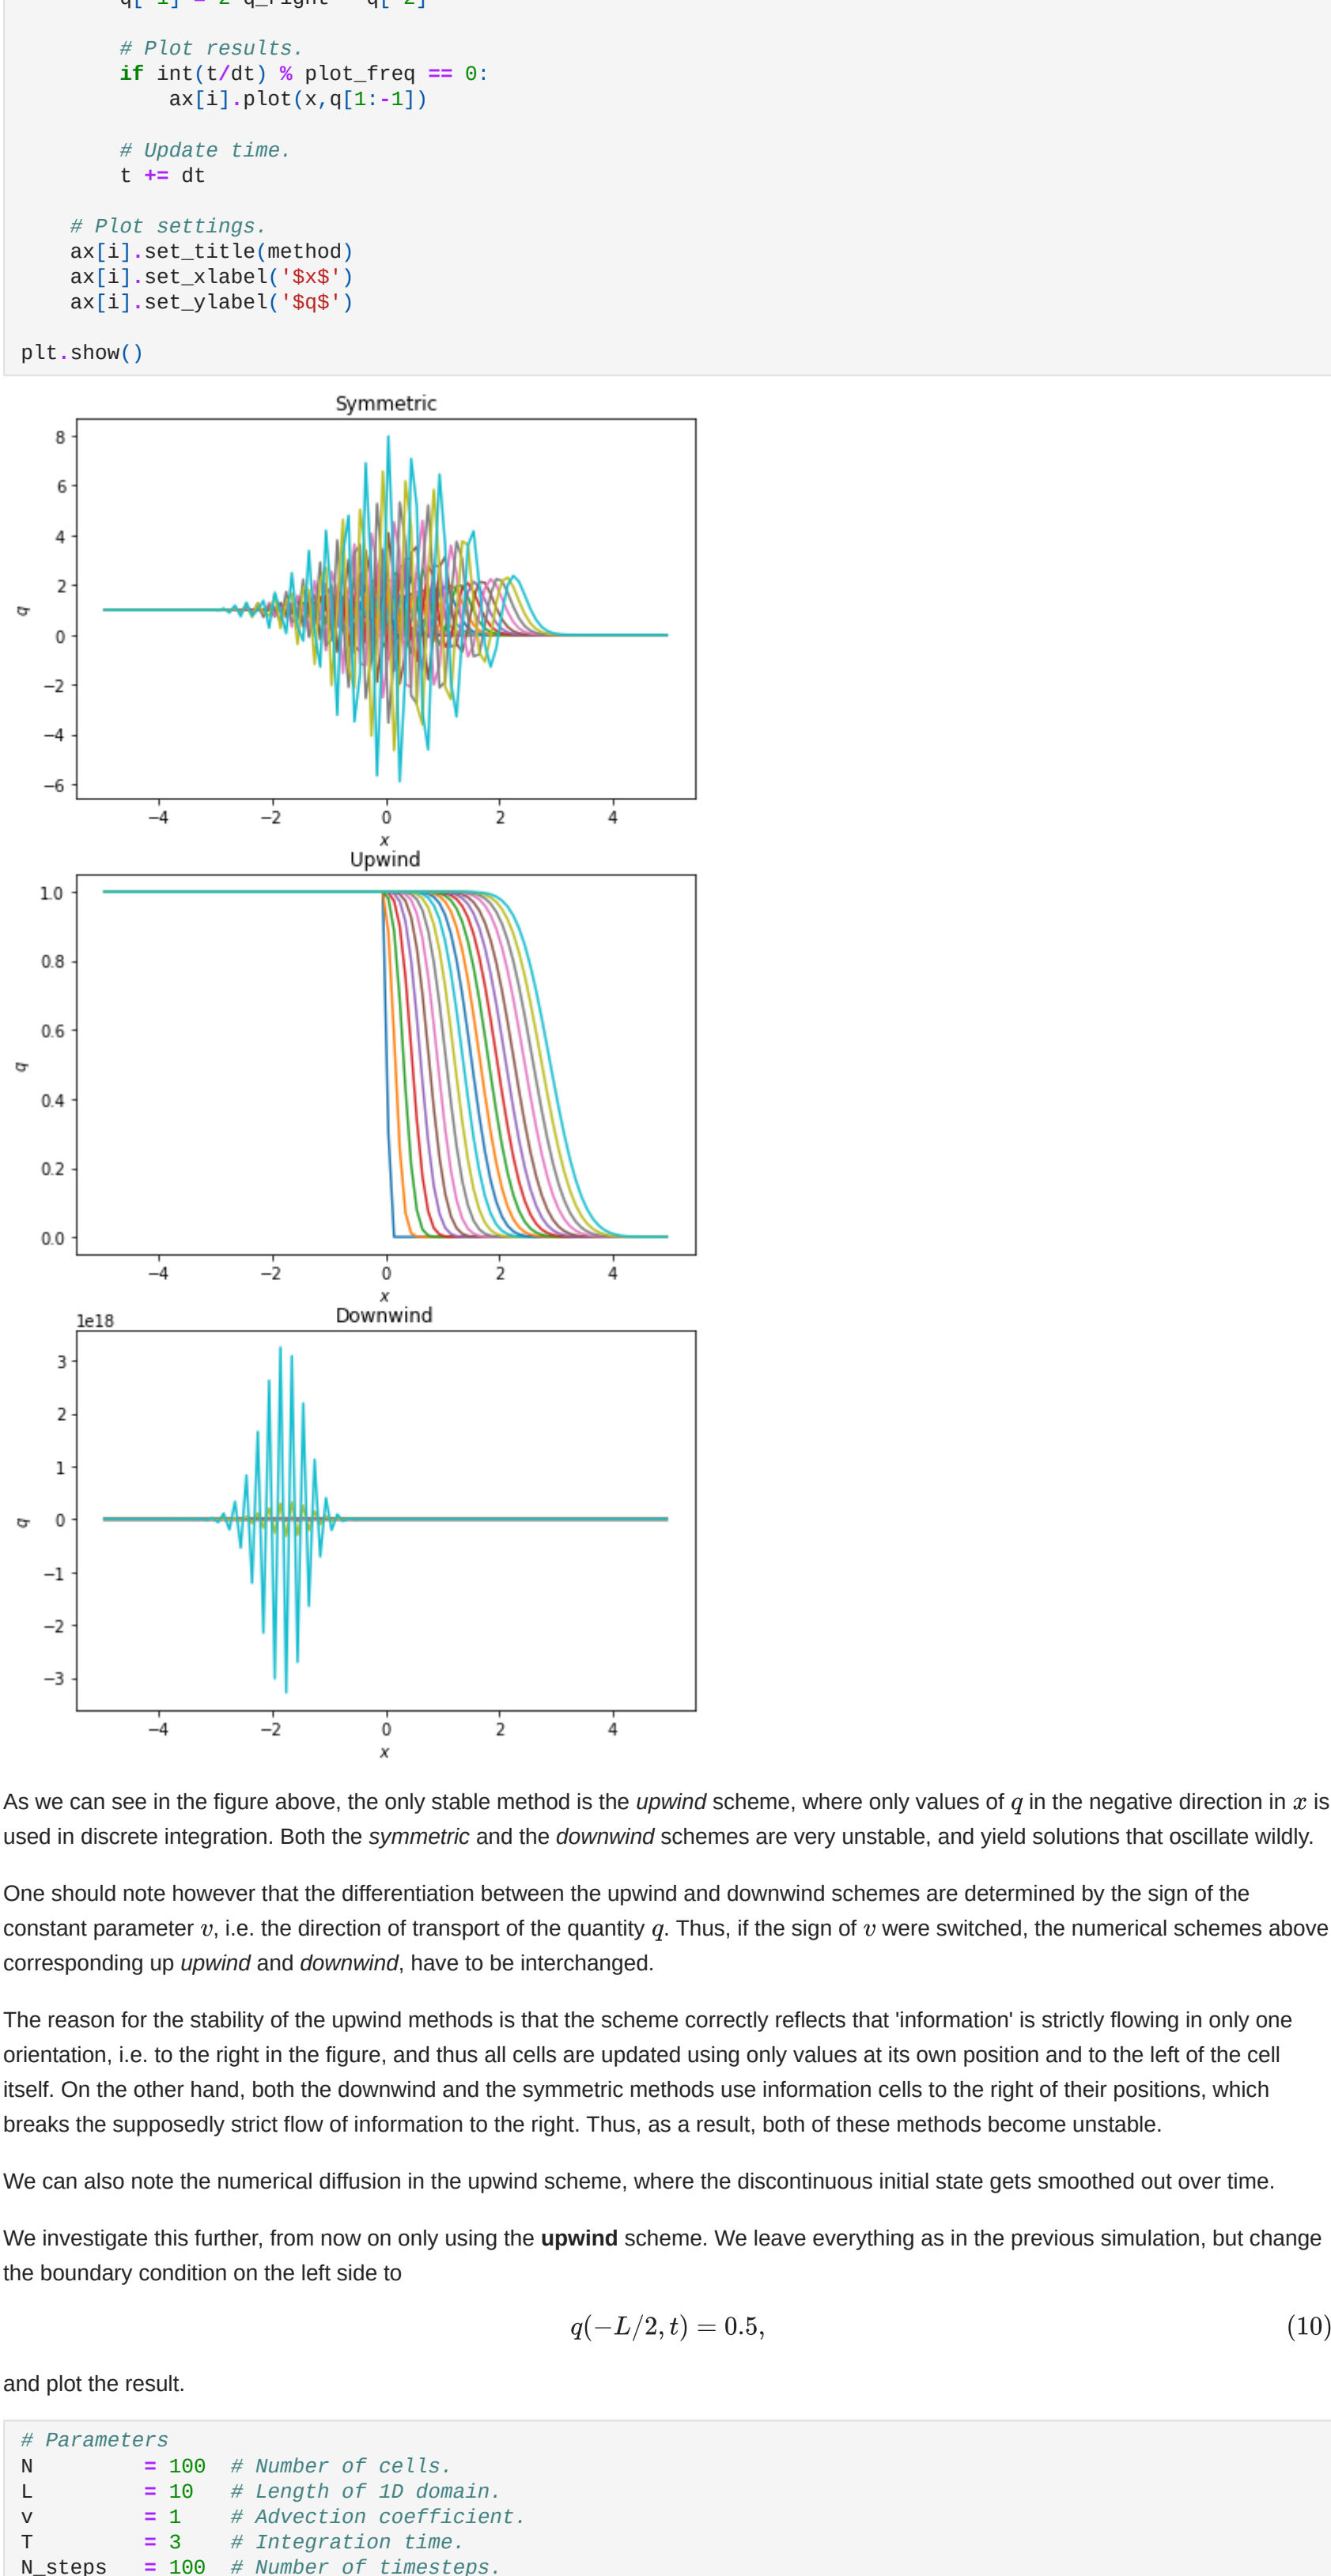 # Plot results.
if int(t/dt) % plot_freq == 0:
ax[i].plot(x,q[1:-1])
# Update time.
t += dt
# Plot settings.
ax[i].set_title(method)
ax[i].set_xlabel('$x$')
ax[i].set_ylabel('$q$')
plt.show()
Symmetric
8
6
4
2
0
−2
−4
−6
q
−4 −2 0 2 4
x
Upwind
1.0
0.8
0.6
0.4
0.2
0.0
q
−4 −2 0 2 4
x
Downwind
1e18
3
2
1
0
−1
−2
−3
q
−4 −2 0 2 4
x
As we can see in the figure above, the only stable method is the upwind scheme, where only values of q in the negative direction in x is
used in discrete integration. Both the symmetric and the downwind schemes are very unstable, and yield solutions that oscillate wildly.
One should note however that the differentiation between the upwind and downwind schemes are determined by the sign of the
constant parameter v, i.e. the direction of transport of the quantity q. Thus, if the sign of v were switched, the numerical schemes above
corresponding up upwind and downwind, have to be interchanged.
The reason for the stability of the upwind methods is that the scheme correctly reflects that 'information' is strictly flowing in only one
orientation, i.e. to the right in the figure, and thus all cells are updated using only values at its own position and to the left of the cell
itself. On the other hand, both the downwind and the symmetric methods use information cells to the right of their positions, which
breaks the supposedly strict flow of information to the right. Thus, as a result, both of these methods become unstable.
We can also note the numerical diffusion in the upwind scheme, where the discontinuous initial state gets smoothed out over time.
We investigate this further, from now on only using the upwind scheme. We leave everything as in the previous simulation, but change
the boundary condition on the left side to
q(−L/2, t) = 0.5, (10)
and plot the result.
# Parameters
N = 100 # Number of cells.
L = 10 # Length of 1D domain.
v = 1 # Advection coefficient.
T = 3 # Integration time.
N_steps = 100 # Number of timesteps.